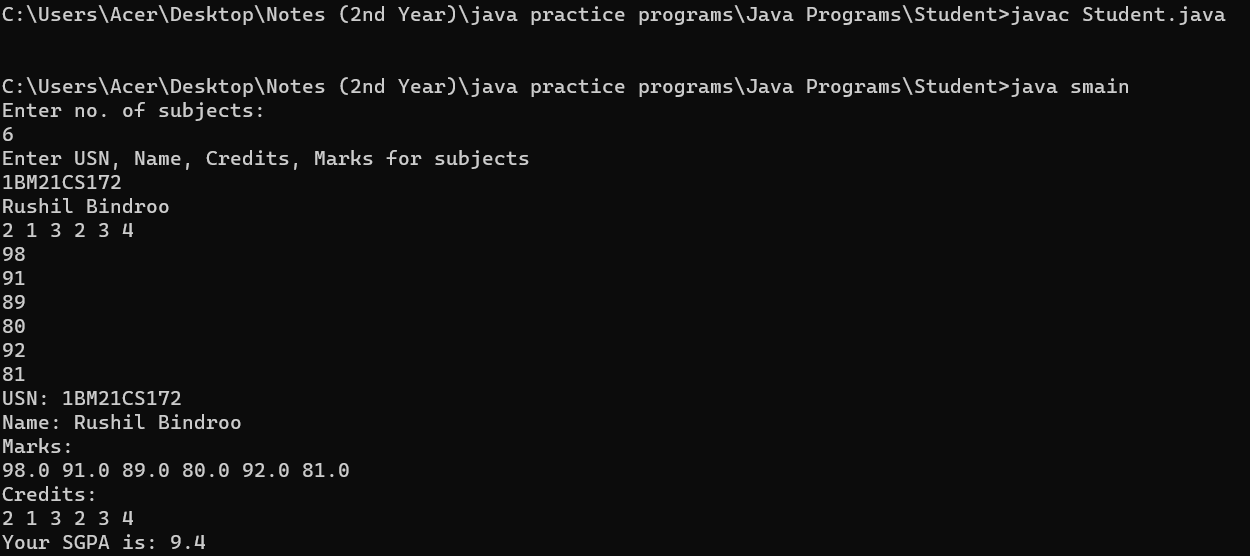 C:\Users\Acer\Desktop\Notes (2nd Year)\java practice programs\Java Programs\Student>javac Student.java
C:\Users\Acer\Desktop\Notes (2nd Year)\java practice programs\Java Programs\Student>java smain
Enter no. of subjects:
6
Enter USN, Name, Credits, Marks for subjects
1BM21CS172
Rushil Bindroo
2 1 3 2 3 4
98
91
89
80
92
81
USN: 1BM21CS172
Name: Rushil Bindroo
Marks:
98.0 91.0 89.0 80.0 92.0 81.0
Credits:
2 1 3 2 3 4
Your SGPA is: 9.4